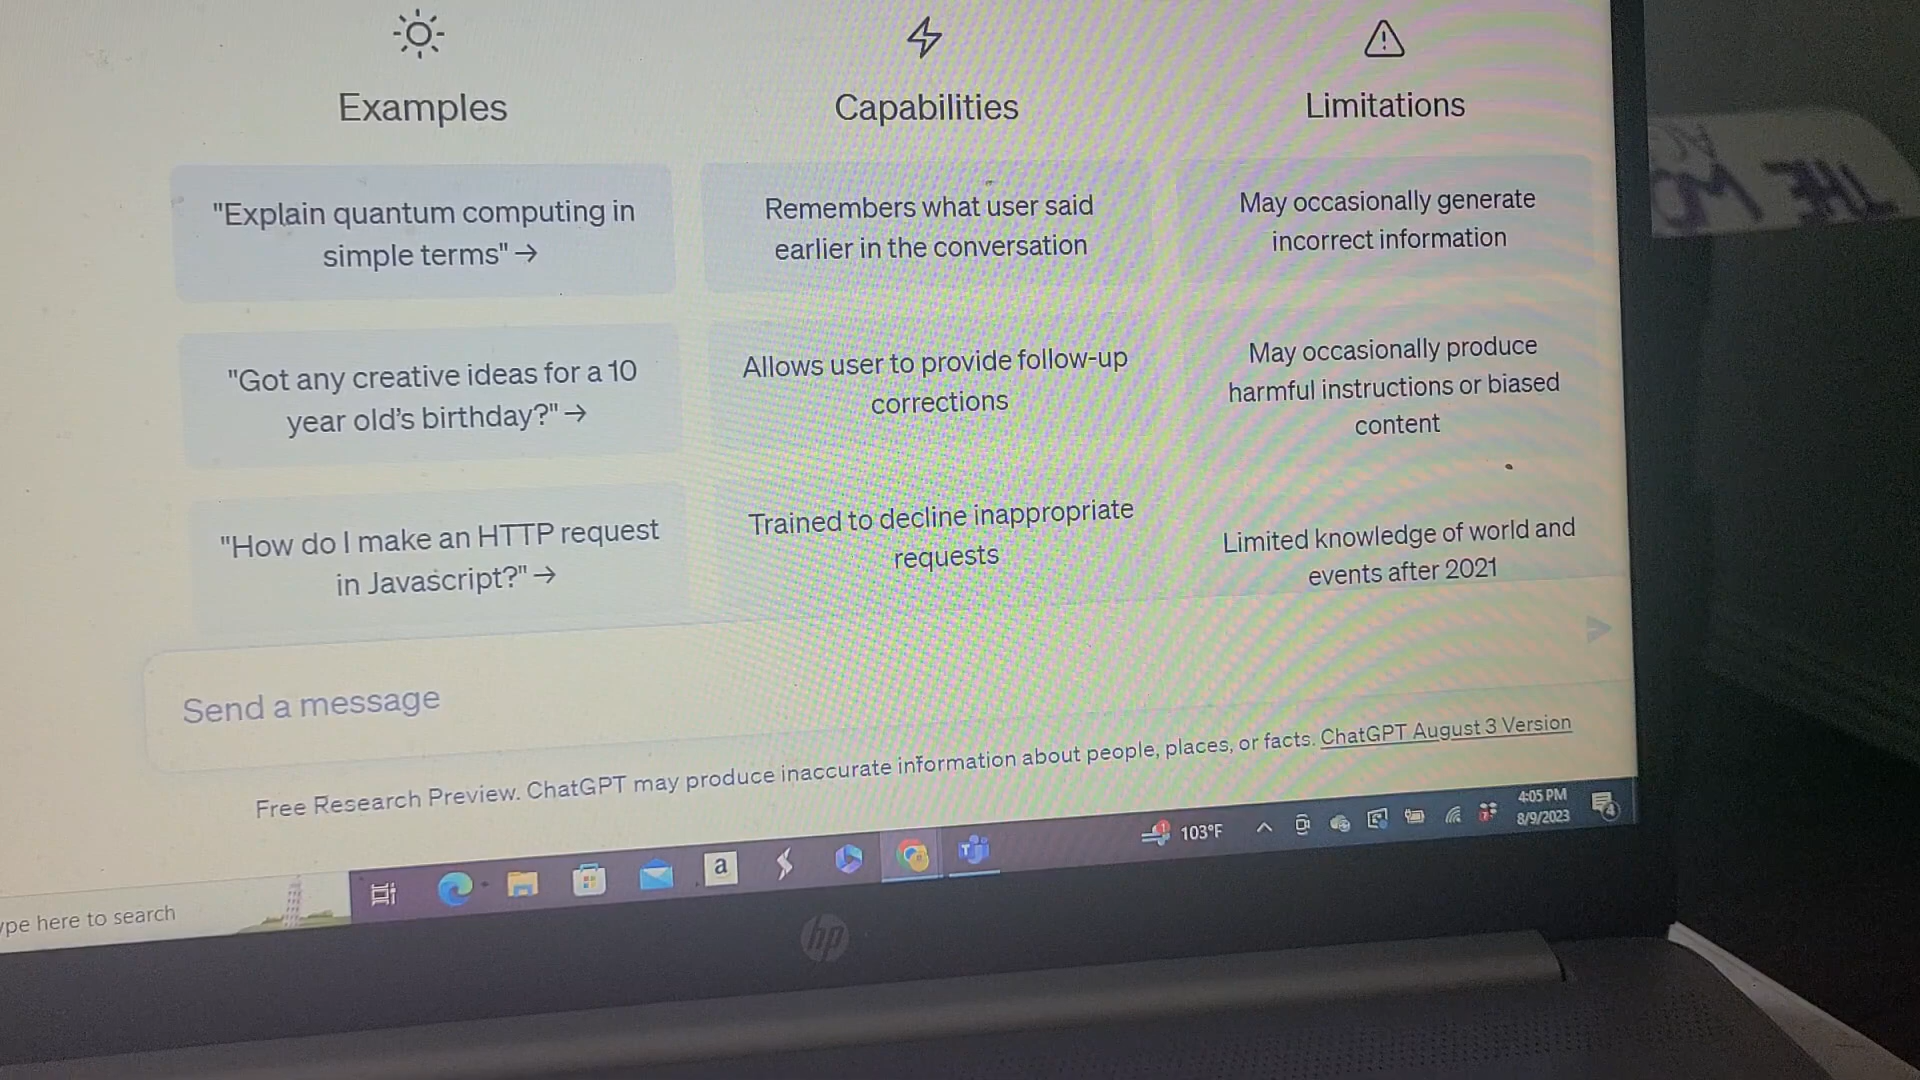 Examples
"Explain quantum computing in
simple terms" →
"Got any creative ideas for a 10
year old's birthday?" →
"How do I make an HTTP request
in Javascript?" →
Capabilities
Remembers what user said
earlier in the conversation
Allows user to provide follow-up
corrections
Trained to decline inappropriate
requests
Limitations
May occasionally generate
incorrect information
May occasionally produce
harmful instructions or biased
content
Limited knowledge of world and
events after 2021
Send a message
Free Research Preview. ChatGPT may produce inaccurate information about people, places, or facts. ChatGPT August 3 Version
ype here to search
a
T
1
103°F
4:05 PM
8/9/2023
4
hp
THE MO